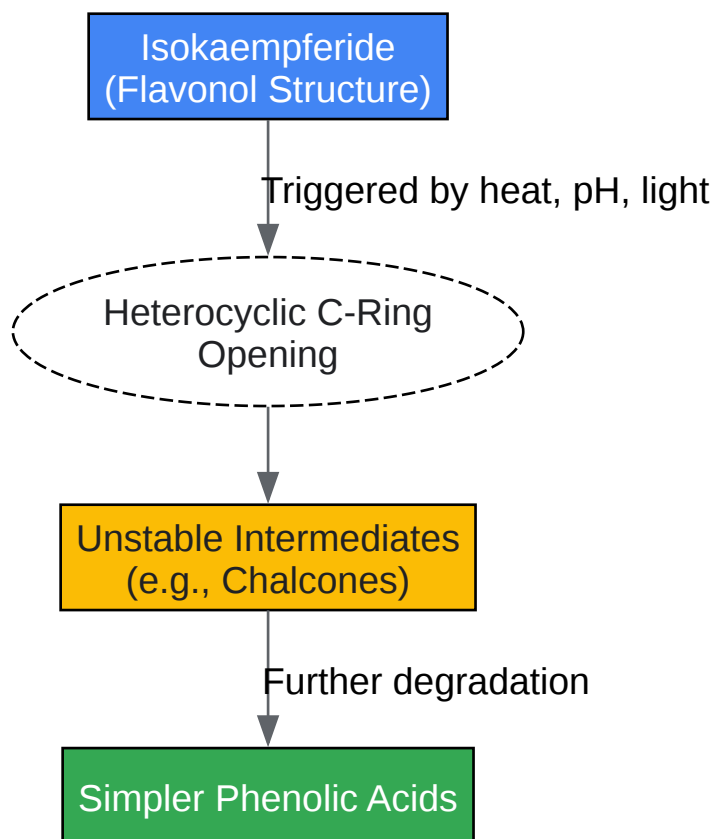 Isokaempferide
(Flavonol Structure)
Triggered by heat, pH, light
Heterocyclic C-Ring
Opening
Unstable Intermediates
(e.g., Chalcones)
Further degradation
Simpler Phenolic Acids